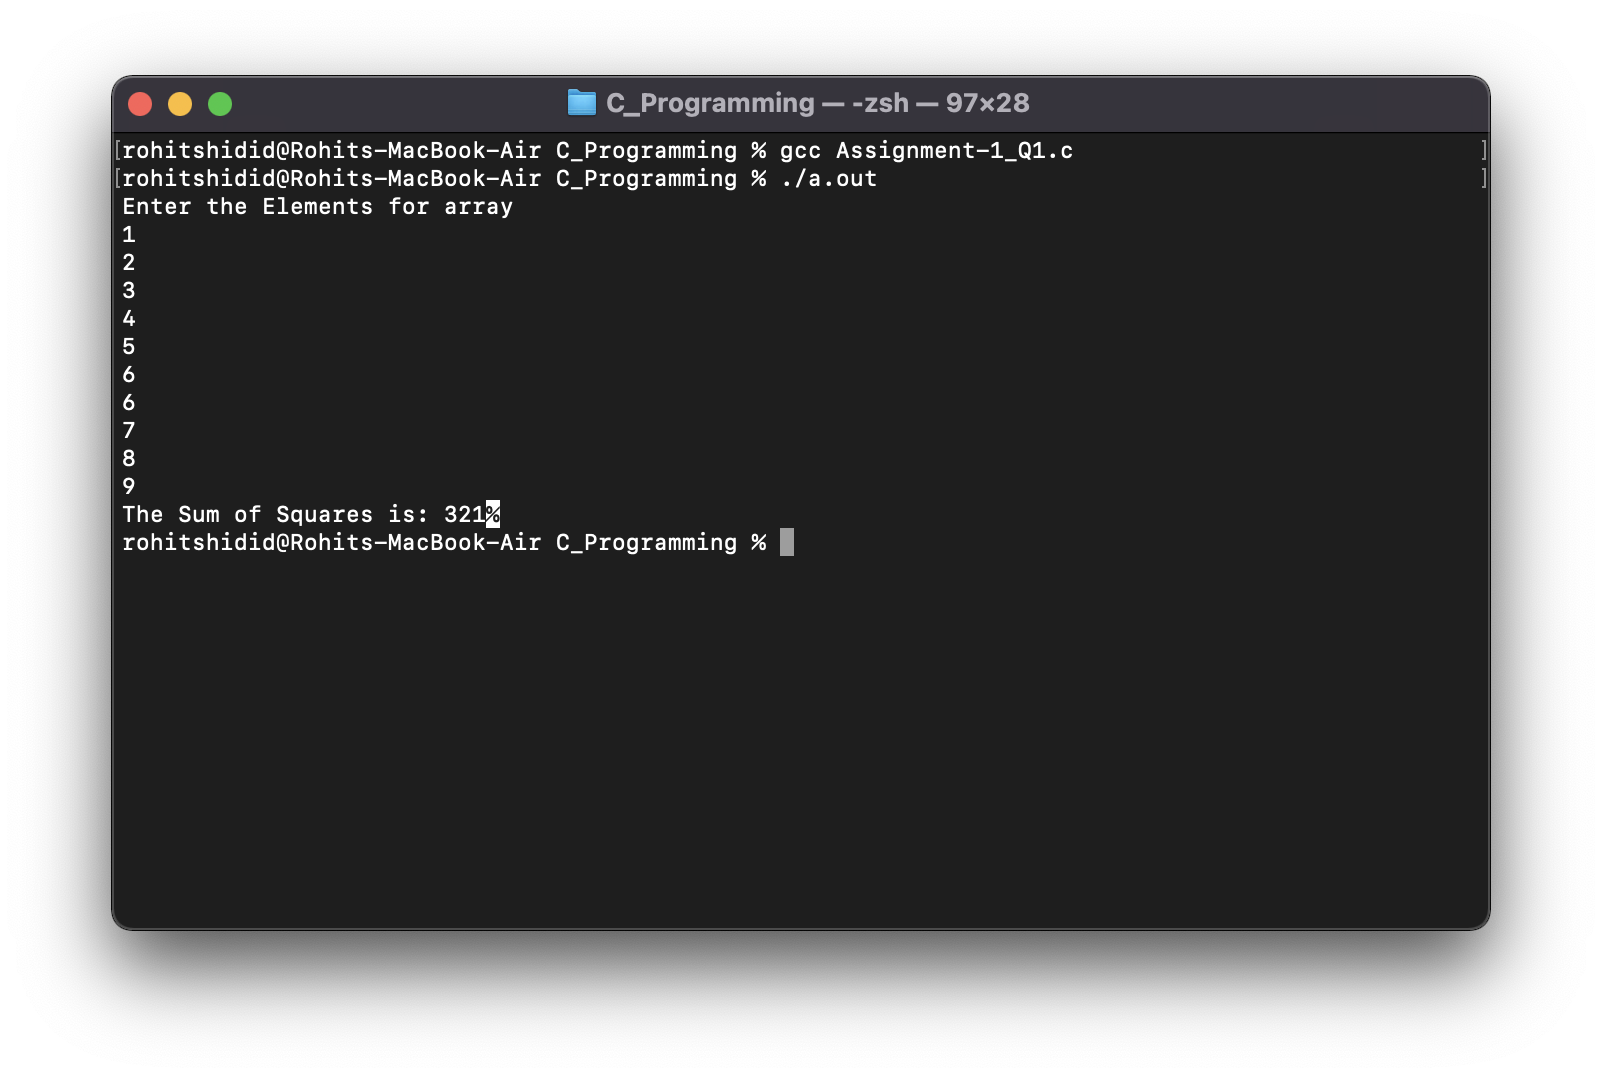 C_Programming — -zsh — 97×28
[rohitshidid@Rohits-MacBook-Air C_Programming % gcc Assignment-1_Q1.c ]
[rohitshidid@Rohits-MacBook-Air C_Programming % ./a.out ]
Enter the Elements for array
1
2
3
4
5
6
6
7
8
9
The Sum of Squares is: 321%
rohitshidid@Rohits-MacBook-Air C_Programming %